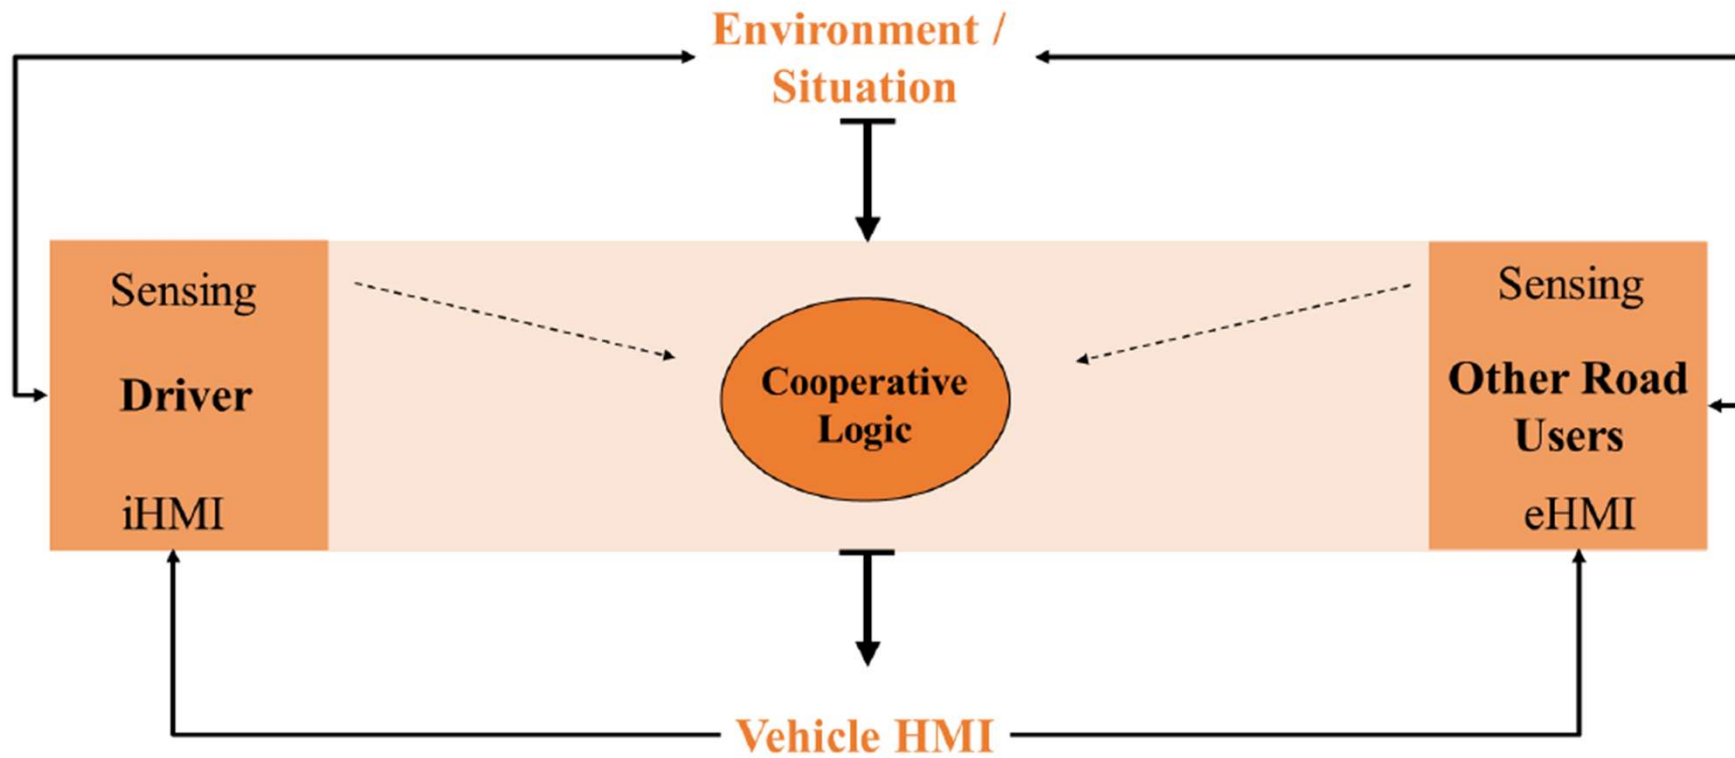 Environment /
Situation
Sensing
Driver
iHMI
Cooperative
Logic
Sensing
Other Road
Users
eHMI
Vehicle HMI